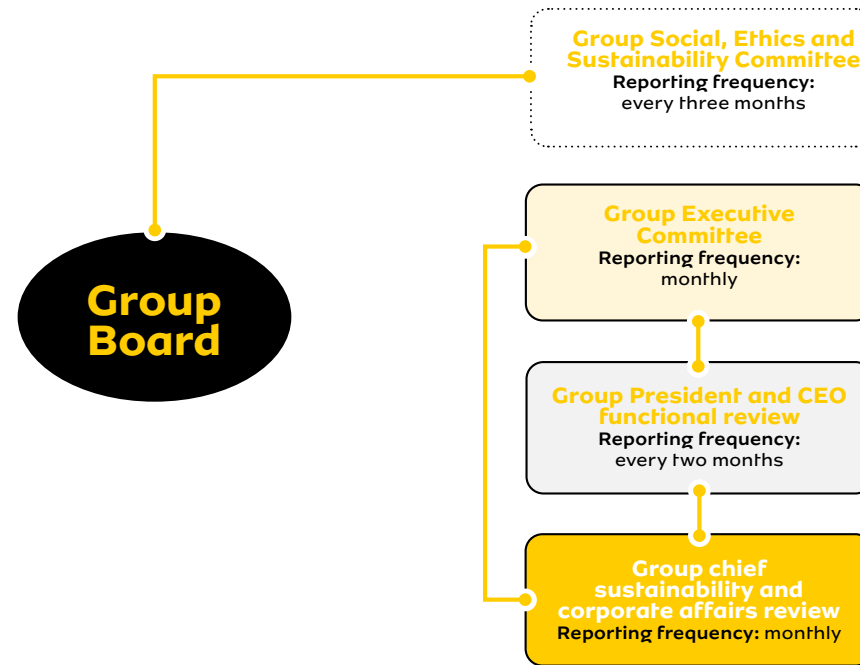 Group Social, Ethics and
Sustainability Committee
Reporting frequency:
every three months
Group Executive
Committee
Reporting frequency:
monthly
Group
Board
Group President and CEO
functional review
Reporting frequency:
every two months
Group chief
sustainability and
corporate affairs review
Reporting frequency: monthly